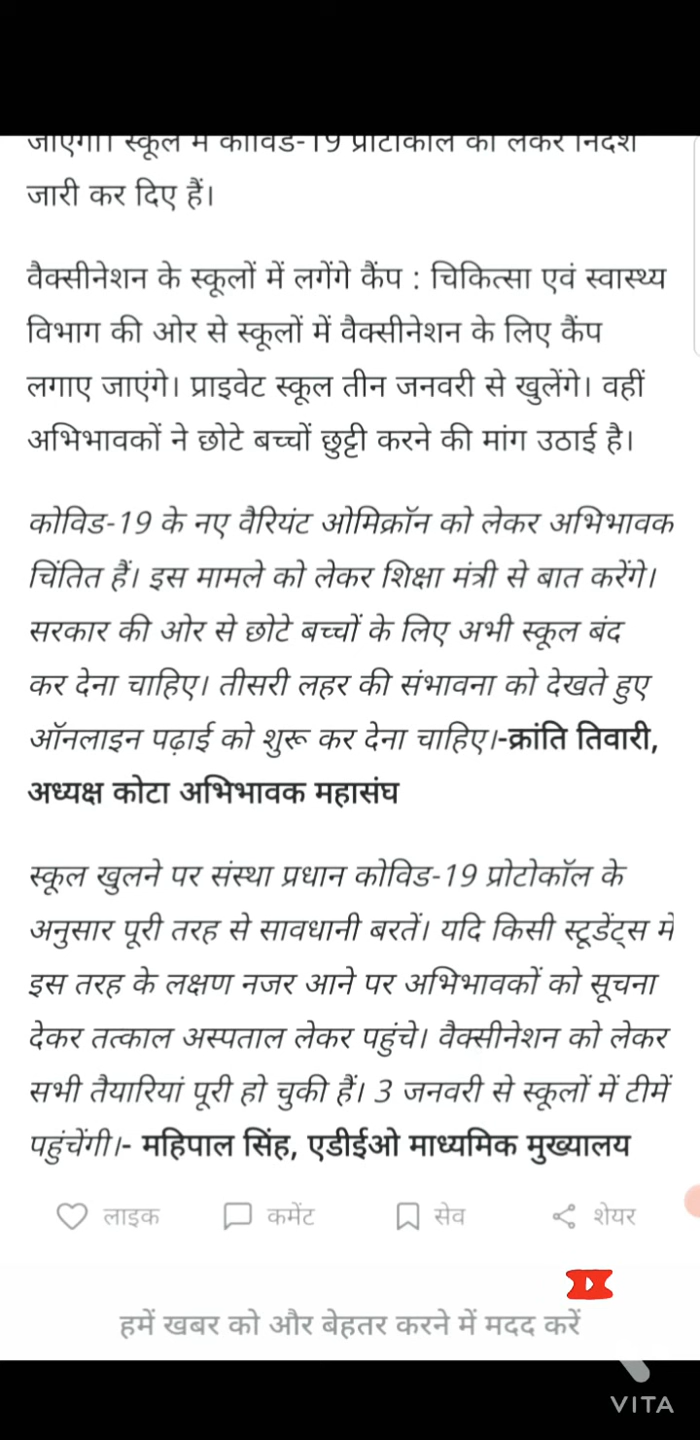 जाएगा। स्कूल में कोविड-19 प्रोटोकॉल को लेकर निर्देश
जारी कर दिए हैं।
वैक्सीनेशन के स्कूलों में लगेंगे कैंप : चिकित्सा एवं स्वास्थ्य
विभाग की ओर से स्कूलों में वैक्सीनेशन के लिए कैंप
लगाए जाएंगे। प्राइवेट स्कूल तीन जनवरी से खुलेंगे। वहीं
अभिभावकों ने छोटे बच्चों छुट्टी करने की मांग उठाई है।
कोविड-19 के नए वैरियंट ओमिक्रॉन को लेकर अभिभावक
चिंतित हैं। इस मामले को लेकर शिक्षा मंत्री से बात करेंगे।
सरकार की ओर से छोटे बच्चों के लिए अभी स्कूल बंद
कर देना चाहिए। तीसरी लहर की संभावना को देखते हुए
ऑनलाइन पढ़ाई को शुरू कर देना चाहिए।-क्रांति तिवारी,
अध्यक्ष कोटा अभिभावक महासंघ
स्कूल खुलने पर संस्था प्रधान कोविड-19 प्रोटोकॉल के
अनुसार पूरी तरह से सावधानी बरतें। यदि किसी स्टूडेंट्स में
इस तरह के लक्षण नजर आने पर अभिभावकों को सूचना
देकर तत्काल अस्पताल लेकर पहुंचे। वैक्सीनेशन को लेकर
सभी तैयारियां पूरी हो चुकी हैं। 3 जनवरी से स्कूलों में टीमें
पहुंचेंगी।- महिपाल सिंह, एडीईओ माध्यमिक मुख्यालय
लाइक कमेंट सेव शेयर
हमें खबर को और बेहतर करने में मदद करें
VITA